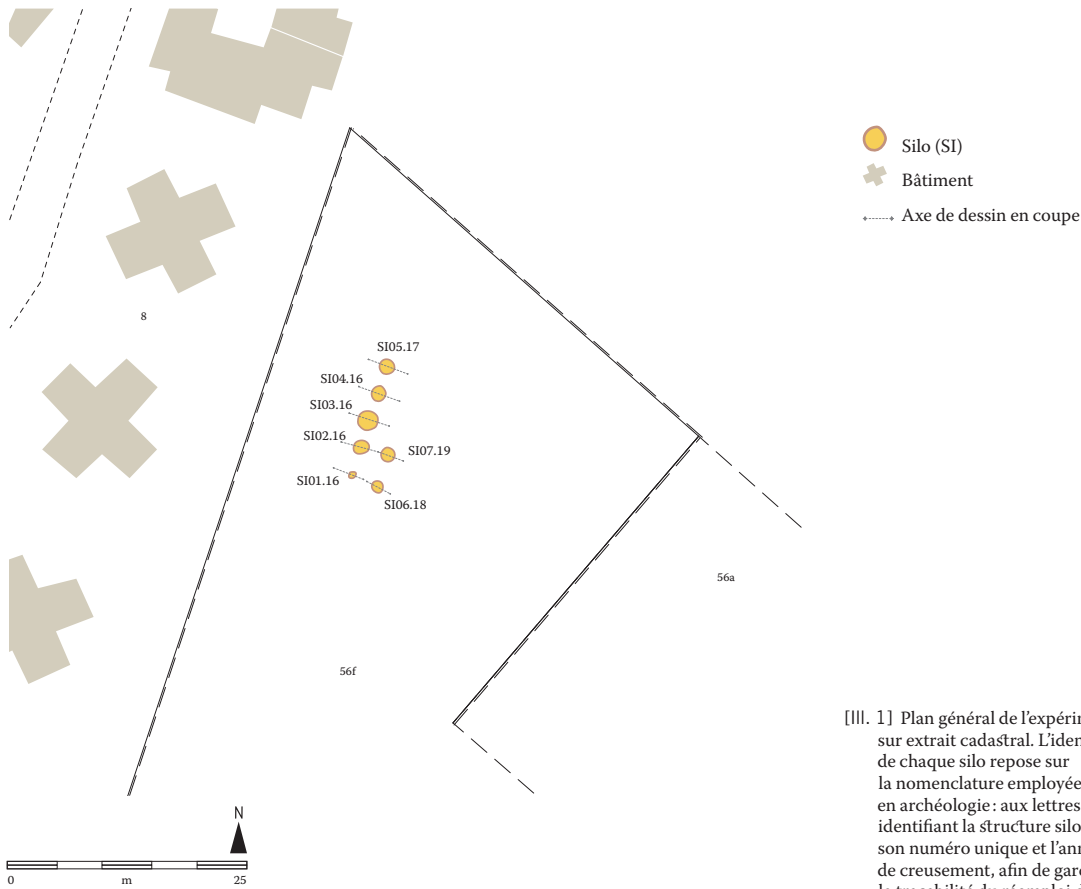 Silo (SI)
Bâtiment
Axe de dessin en coupe
8
SI05.17
SI04.16
SI03.16
SI02.16
SI07.19
SI01.16
SI06.18
56a
56f
N
0 m 25
[Ill. 1] Plan général de l'expérim
sur extrait cadastral. L'iden
de chaque silo repose sur
la nomenclature employée
en archéologie : aux lettres
identifiant la structure silo
son numéro unique et l'ann
de creusement, afin de gar